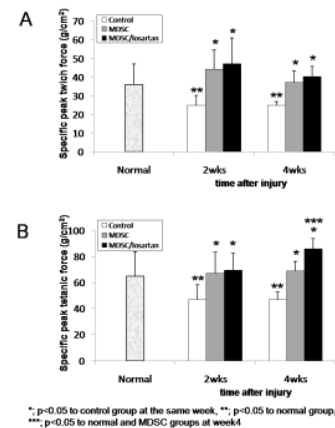 A
Specific peak twich force (g/cm²)
70
60
50
40
30
20
10
0
Control
MDSC
MDSC/losartan
**
*
*
**
*
*
Normal
2wks
4wks
time after injury
B
Specific peak tetanic force (g/cm²)
100
80
60
40
20
0
Control
MDSC
MDSC/losartan
**
*
*
**
*
***
*
Normal
2wks
4wks
time after injury
*; p<0.05 to control group at the same week, **; p<0.05 to normal group,
***; p<0.05 to normal and MDSC groups at week4